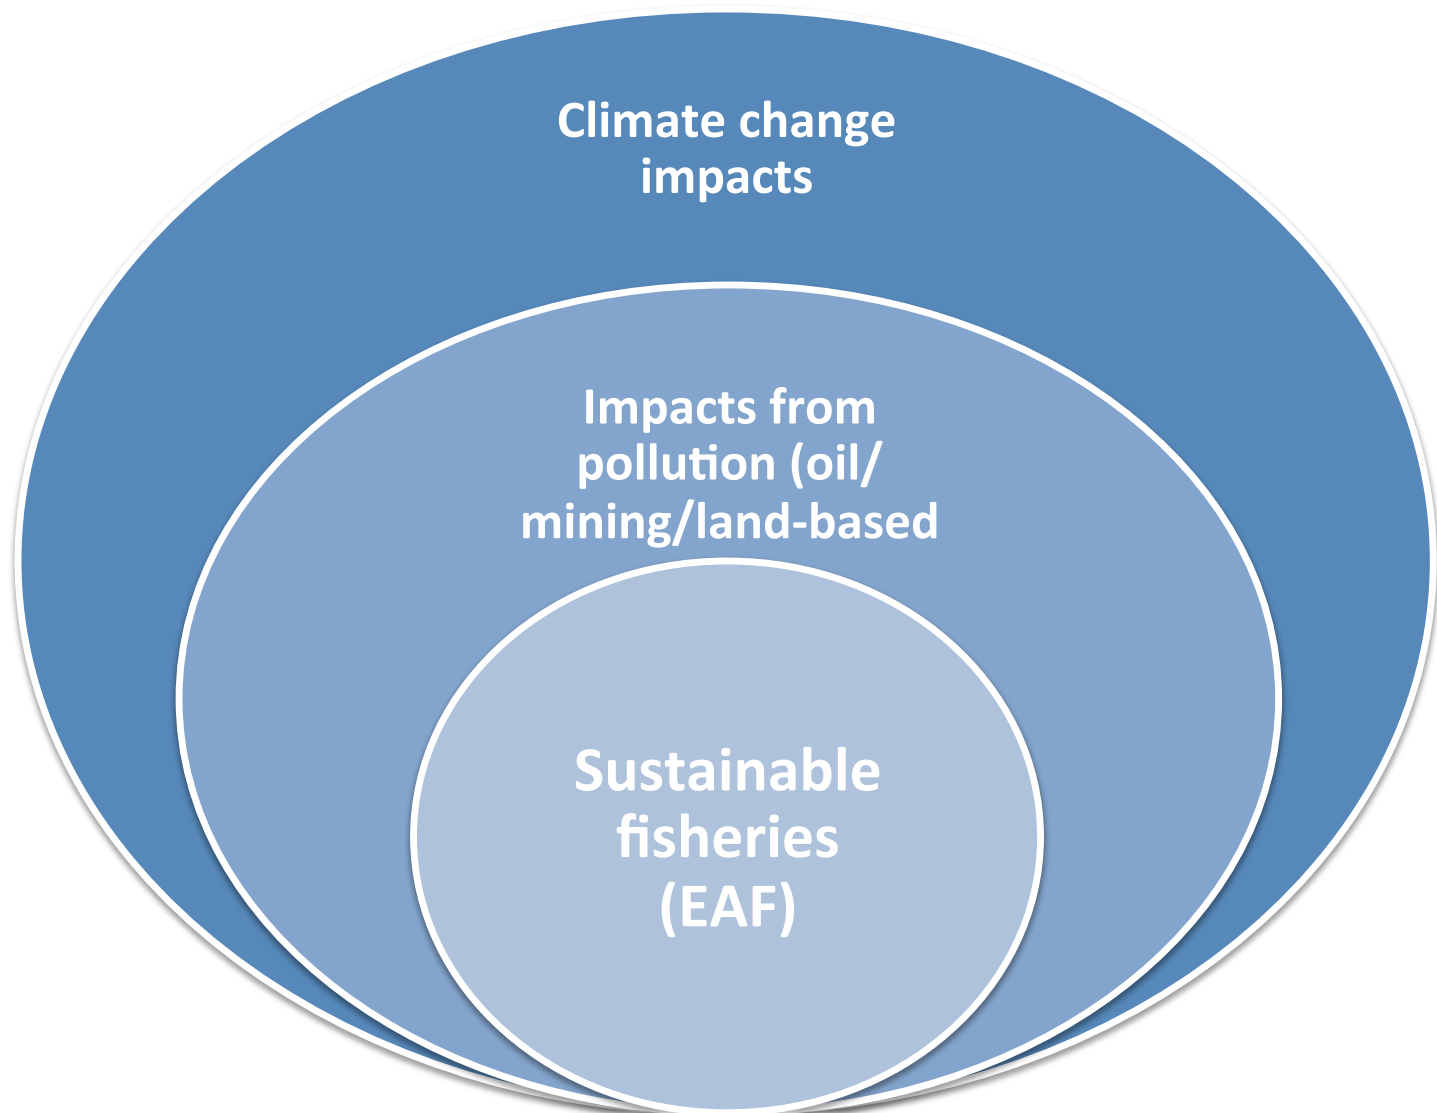 Climate change
impacts
Impacts from
pollution (oil/
mining/land-based
Sustainable
fisheries
(EAF)